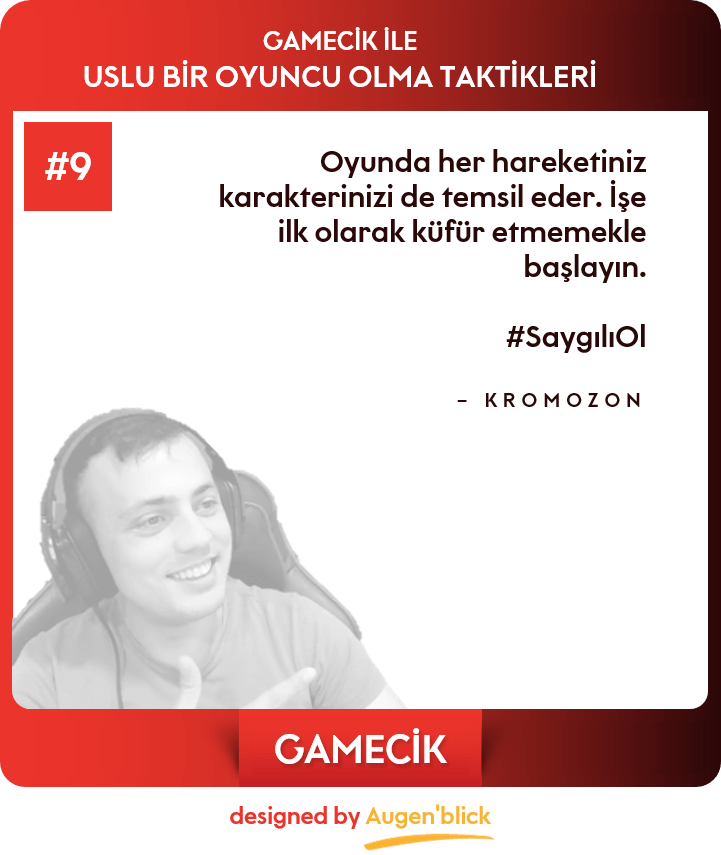 GAMECİK İLE
USLU BİR OYUNCU OLMA TAKTİKLERİ
#9
Oyunda her hareketiniz
karakterinizi de temsil eder. İşe
ilk olarak küfür etmemekle
başlayın.
#SaygılıOl
– KROMOZON
GAMECİK
designed by Augen'blick